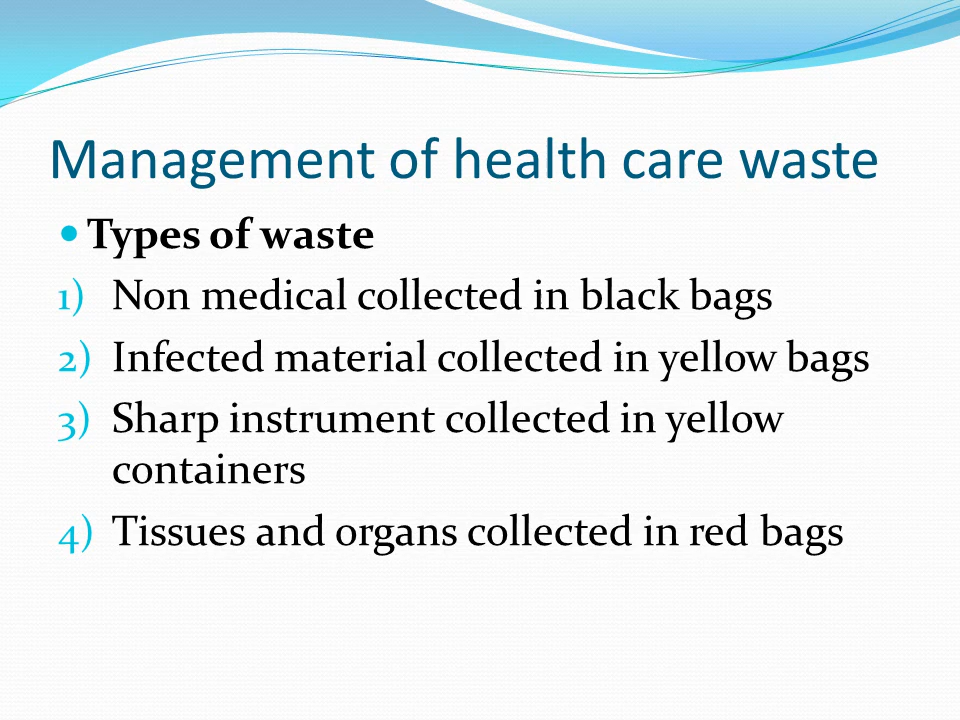 Management of health care waste
• Types of waste
1) Non medical collected in black bags
2) Infected material collected in yellow bags
3) Sharp instrument collected in yellow
containers
4) Tissues and organs collected in red bags